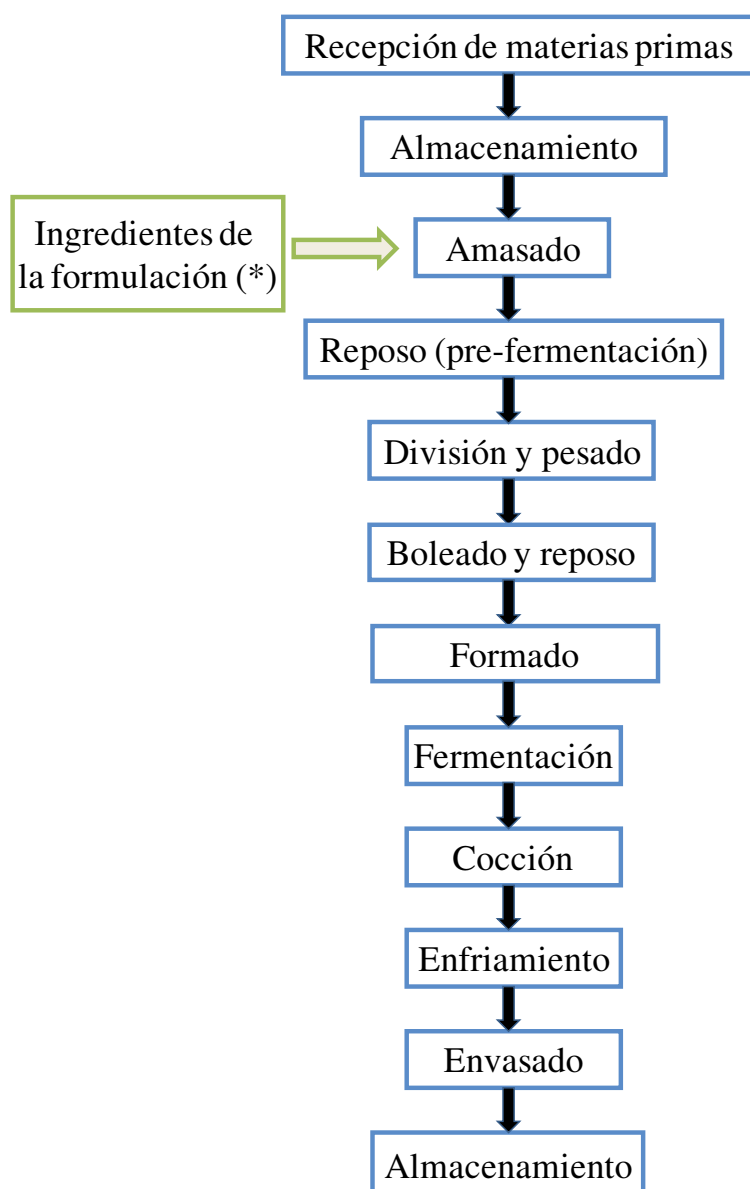 Recepción de materias primas
Almacenamiento
Ingredientes de
la formulación (*)
Amasado
Reposo (pre-fermentación)
División y pesado
Boleado y reposo
Formado
Fermentación
Cocción
Enfriamiento
Envasado
Almacenamiento